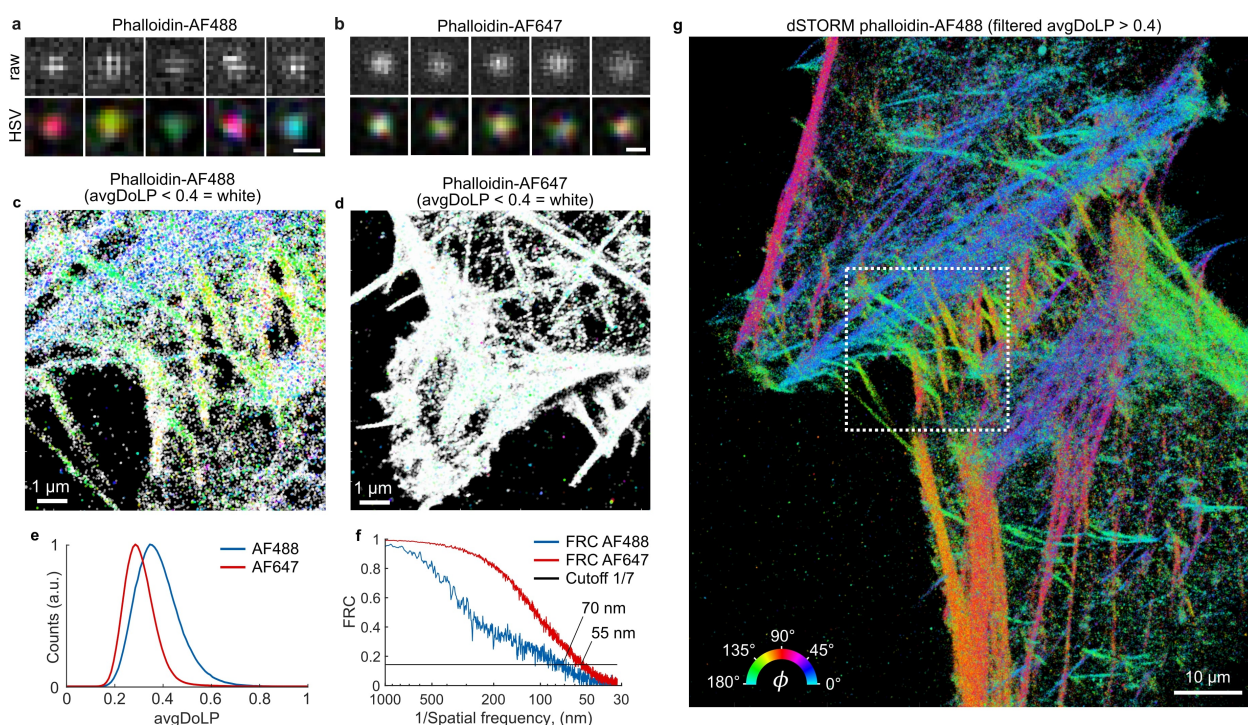 a
Phalloidin-AF488
raw
HSV
b
Phalloidin-AF647
c
Phalloidin-AF488
(avgDoLP < 0.4 = white)
1 μm
d
Phalloidin-AF647
(avgDoLP < 0.4 = white)
1 μm
e
Counts (a.u.)
1
0
AF488
AF647
0 0.2 0.4 0.6 0.8 1
avgDoLP
f
FRC
1
0.8
0.6
0.4
0.2
0
FRC AF488
FRC AF647
Cutoff 1/7
70 nm
55 nm
1000 500 200 100 50 30
1/Spatial frequency, (nm)
g
dSTORM phalloidin-AF488 (filtered avgDoLP > 0.4)
90°
135° 45°
180° ϕ 0°
10 μm